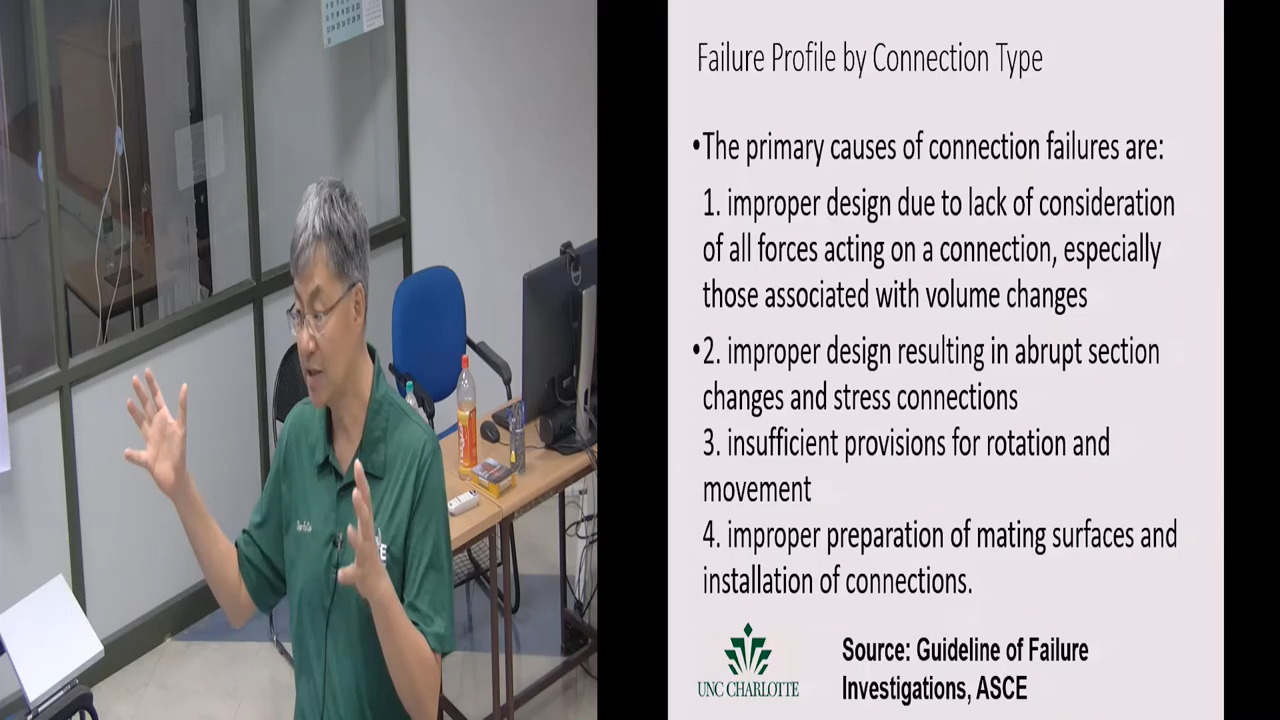 Failure Profile by Connection Type
•The primary causes of connection failures are:
1. improper design due to lack of consideration
of all forces acting on a connection, especially
those associated with volume changes
•2. improper design resulting in abrupt section
changes and stress connections
3. insufficient provisions for rotation and
movement
4. improper preparation of mating surfaces and
installation of connections.
UNC CHARLOTTE
Source: Guideline of Failure
Investigations, ASCE